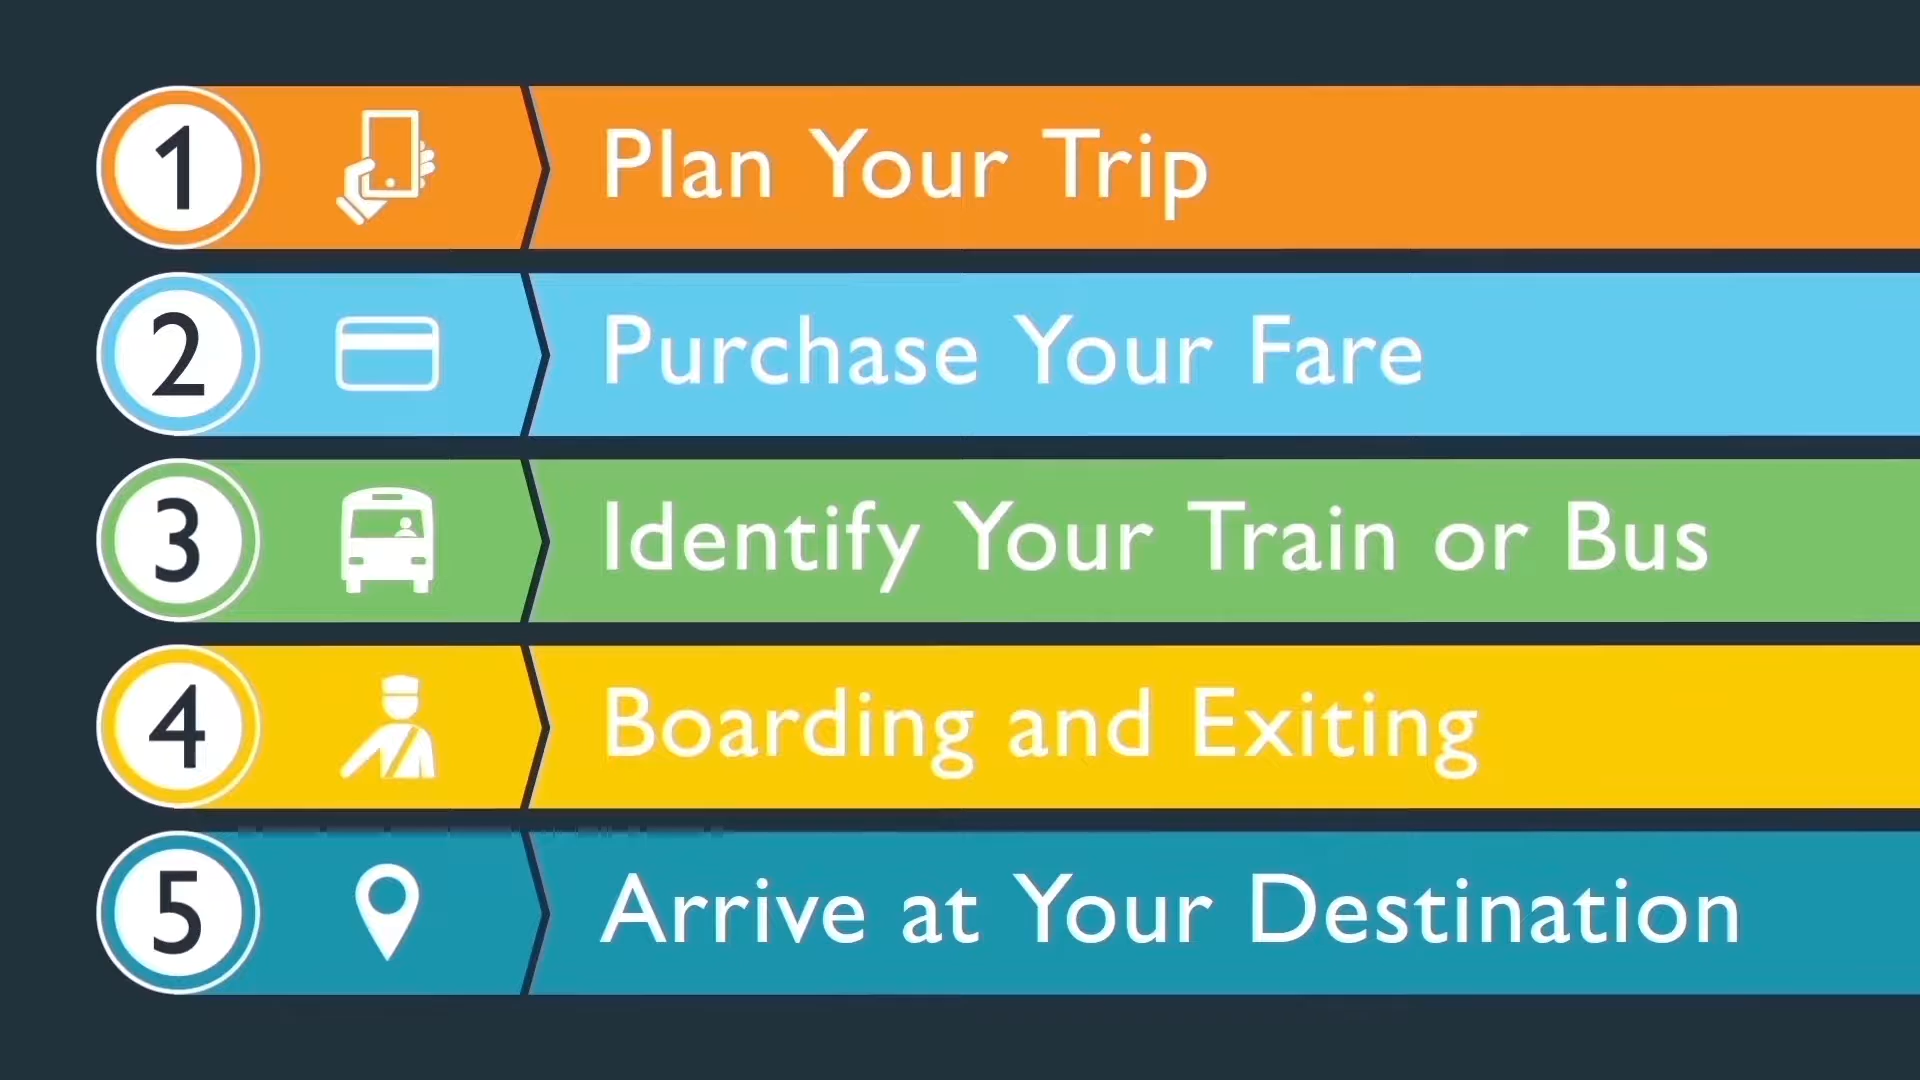 1 Plan Your Trip
2 Purchase Your Fare
3 Identify Your Train or Bus
4 Boarding and Exiting
5 Arrive at Your Destination